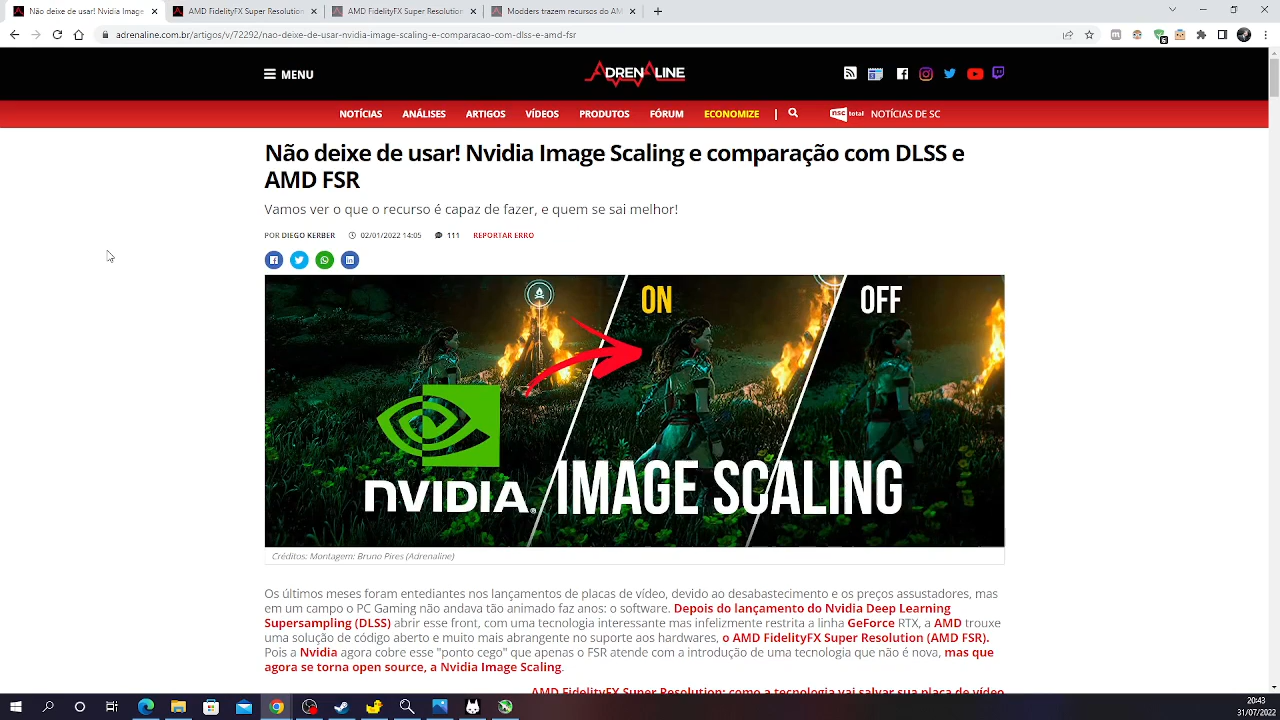 Não deixe de usar! Nvidia Image
AMD FidelityFX Super Resolution
AMD FidelityFX Super Resolution
Modders trazem recursos do AM
adrenaline.com.br/artigos/v/72292/nao-deixe-de-usar-nvidia-image-scaling-e-comparacao-com-dlss-e-amd-fsr
MENU
ADRENALINE
NOTÍCIAS ANÁLISES ARTIGOS VÍDEOS PRODUTOS FÓRUM ECONOMIZE | nsc total NOTÍCIAS DE SC
Não deixe de usar! Nvidia Image Scaling e comparação com DLSS e
AMD FSR
Vamos ver o que o recurso é capaz de fazer, e quem se sai melhor!
POR DIEGO KERBER 02/01/2022 14:05 111 REPORTAR ERRO
ON OFF
NVIDIA. IMAGE SCALING
Créditos: Montagem: Bruno Pires (Adrenaline)
Os últimos meses foram entediantes nos lançamentos de placas de vídeo, devido ao desabastecimento e os preços assustadores, mas
em um campo o PC Gaming não andava tão animado faz anos: o software. Depois do lançamento do Nvidia Deep Learning
Supersampling (DLSS) abrir esse front, com uma tecnologia interessante mas infelizmente restrita a linha GeForce RTX, a AMD trouxe
uma solução de código aberto e muito mais abrangente no suporte aos hardwares, o AMD FidelityFX Super Resolution (AMD FSR).
Pois a Nvidia agora cobre esse "ponto cego" que apenas o FSR atende com a introdução de uma tecnologia que não é nova, mas que
agora se torna open source, a Nvidia Image Scaling.
AMD FidelityFX Super Resolution: como a tecnologia vai salvar sua placa de vídeo
20:43
31/07/2022